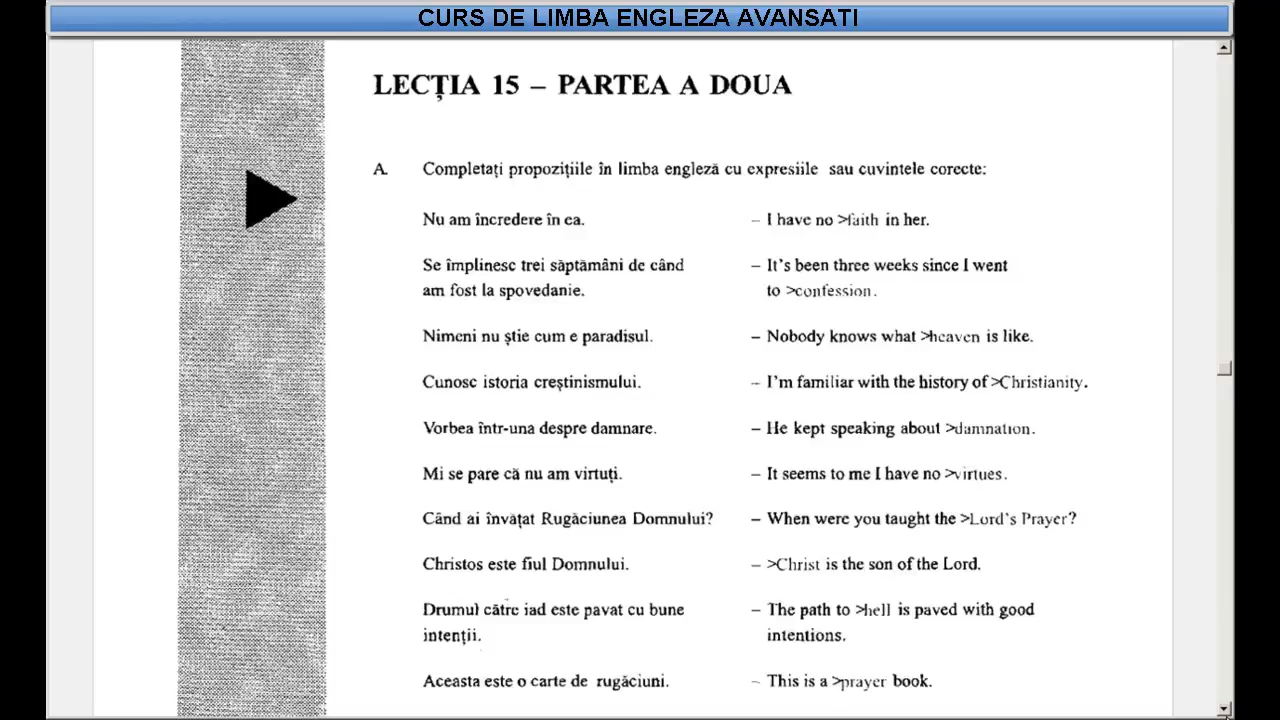 CURS DE LIMBA ENGLEZA AVANSATI
LECȚIA 15 – PARTEA A DOUA
A. Completați propozițiile în limba engleză cu expresiile sau cuvintele corecte:
Nu am încredere în ea. – I have no >faith in her.
Se împlinesc trei săptămâni de când – It's been three weeks since I went
am fost la spovedanie. to >confession.
Nimeni nu știe cum e paradisul. – Nobody knows what >heaven is like.
Cunosc istoria creștinismului. – I'm familiar with the history of >Christianity.
Vorbea într-una despre damnare. – He kept speaking about >damnation.
Mi se pare că nu am virtuți. – It seems to me I have no >virtues.
Când ai învățat Rugăciunea Domnului? – When were you taught the >Lord's Prayer?
Christos este fiul Domnului. – >Christ is the son of the Lord.
Drumul către iad este pavat cu bune – The path to >hell is paved with good
intenții. intentions.
Aceasta este o carte de rugăciuni. – This is a >prayer book.